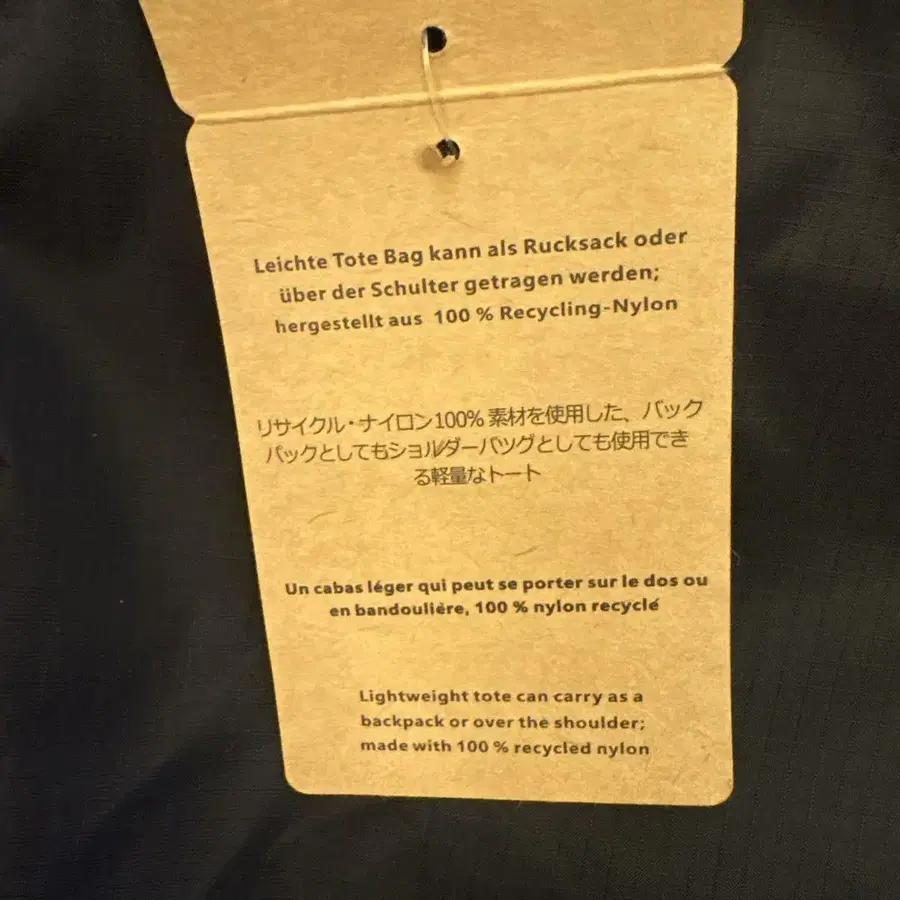 Leichte Tote Bag kann als Rucksack oder
über der Schulter getragen werden;
hergestellt aus 100 % Recycling-Nylon
リサイクル・ナイロン100% 素材を使用した、バック
パックとしてもショルダーバツグとしても使用でき
る軽量なトート
Un cabas léger qui peut se porter sur le dos ou
en bandoulière, 100 % nylon recyclé
Lightweight tote can carry as a
backpack or over the shoulder;
made with 100 % recycled nylon